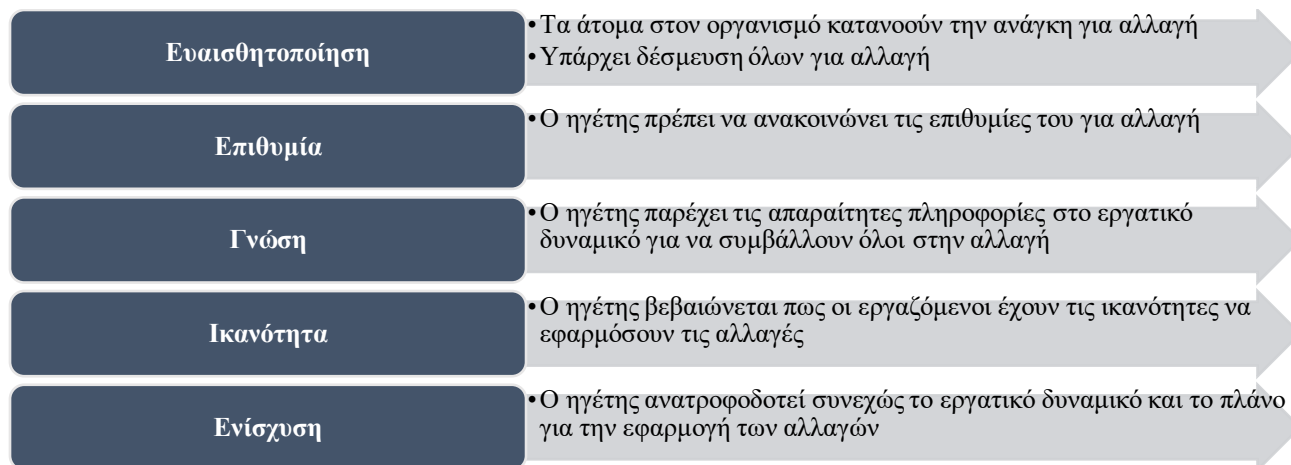 Ευαισθητοποίηση
•Τα άτομα στον οργανισμό κατανοούν την ανάγκη για αλλαγή
•Υπάρχει δέσμευση όλων για αλλαγή
Επιθυμία
•Ο ηγέτης πρέπει να ανακοινώνει τις επιθυμίες του για αλλαγή
Γνώση
•Ο ηγέτης παρέχει τις απαραίτητες πληροφορίες στο εργατικό
δυναμικό για να συμβάλλουν όλοι στην αλλαγή
Ικανότητα
•Ο ηγέτης βεβαιώνεται πως οι εργαζόμενοι έχουν τις ικανότητες να
εφαρμόσουν τις αλλαγές
Ενίσχυση
•Ο ηγέτης ανατροφοδοτεί συνεχώς το εργατικό δυναμικό και το πλάνο
για την εφαρμογή των αλλαγών